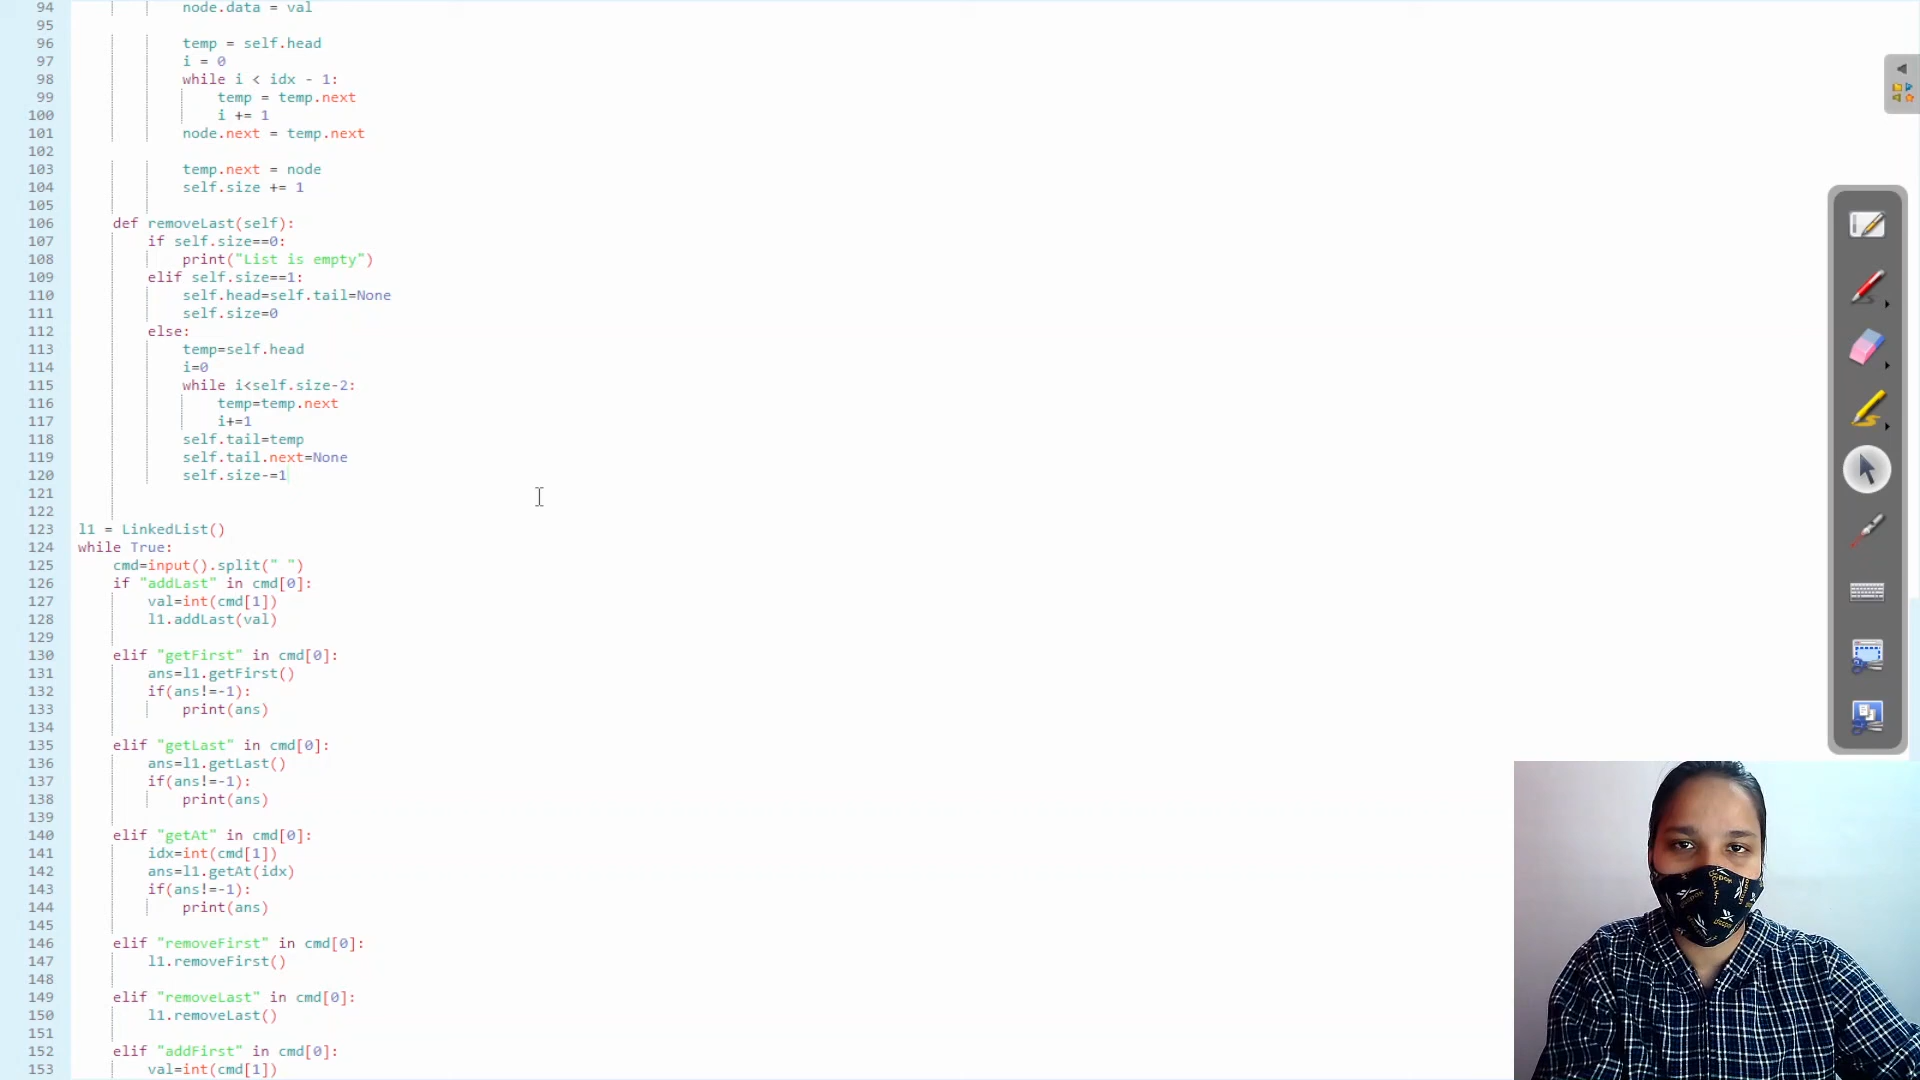 94 node.data = val
95
96 temp = self.head
97 i = 0
98 while i < idx - 1:
99 temp = temp.next
100 i += 1
101 node.next = temp.next
102
103 temp.next = node
104 self.size += 1
105
106 def removeLast(self):
107 if self.size==0:
108 print("List is empty")
109 elif self.size==1:
110 self.head=self.tail=None
111 self.size=0
112 else:
113 temp=self.head
114 i=0
115 while i<self.size-2:
116 temp=temp.next
117 i+=1
118 self.tail=temp
119 self.tail.next=None
120 self.size-=1
121
122
123 l1 = LinkedList()
124 while True:
125 cmd=input().split(" ")
126 if "addLast" in cmd[0]:
127 val=int(cmd[1])
128 l1.addLast(val)
129
130 elif "getFirst" in cmd[0]:
131 ans=l1.getFirst()
132 if(ans!=-1):
133 print(ans)
134
135 elif "getLast" in cmd[0]:
136 ans=l1.getLast()
137 if(ans!=-1):
138 print(ans)
139
140 elif "getAt" in cmd[0]:
141 idx=int(cmd[1])
142 ans=l1.getAt(idx)
143 if(ans!=-1):
144 print(ans)
145
146 elif "removeFirst" in cmd[0]:
147 l1.removeFirst()
148
149 elif "removeLast" in cmd[0]:
150 l1.removeLast()
151
152 elif "addFirst" in cmd[0]:
153 val=int(cmd[1])